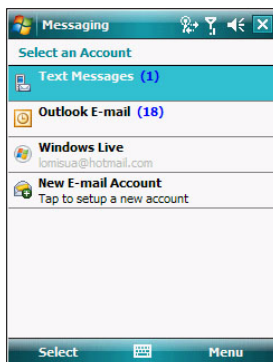 Messaging
Select an Account
Text Messages (1)
Outlook E-mail (18)
Windows Live
lomisua@hotmail.com
New E-mail Account
Tap to setup a new account
Select Menu